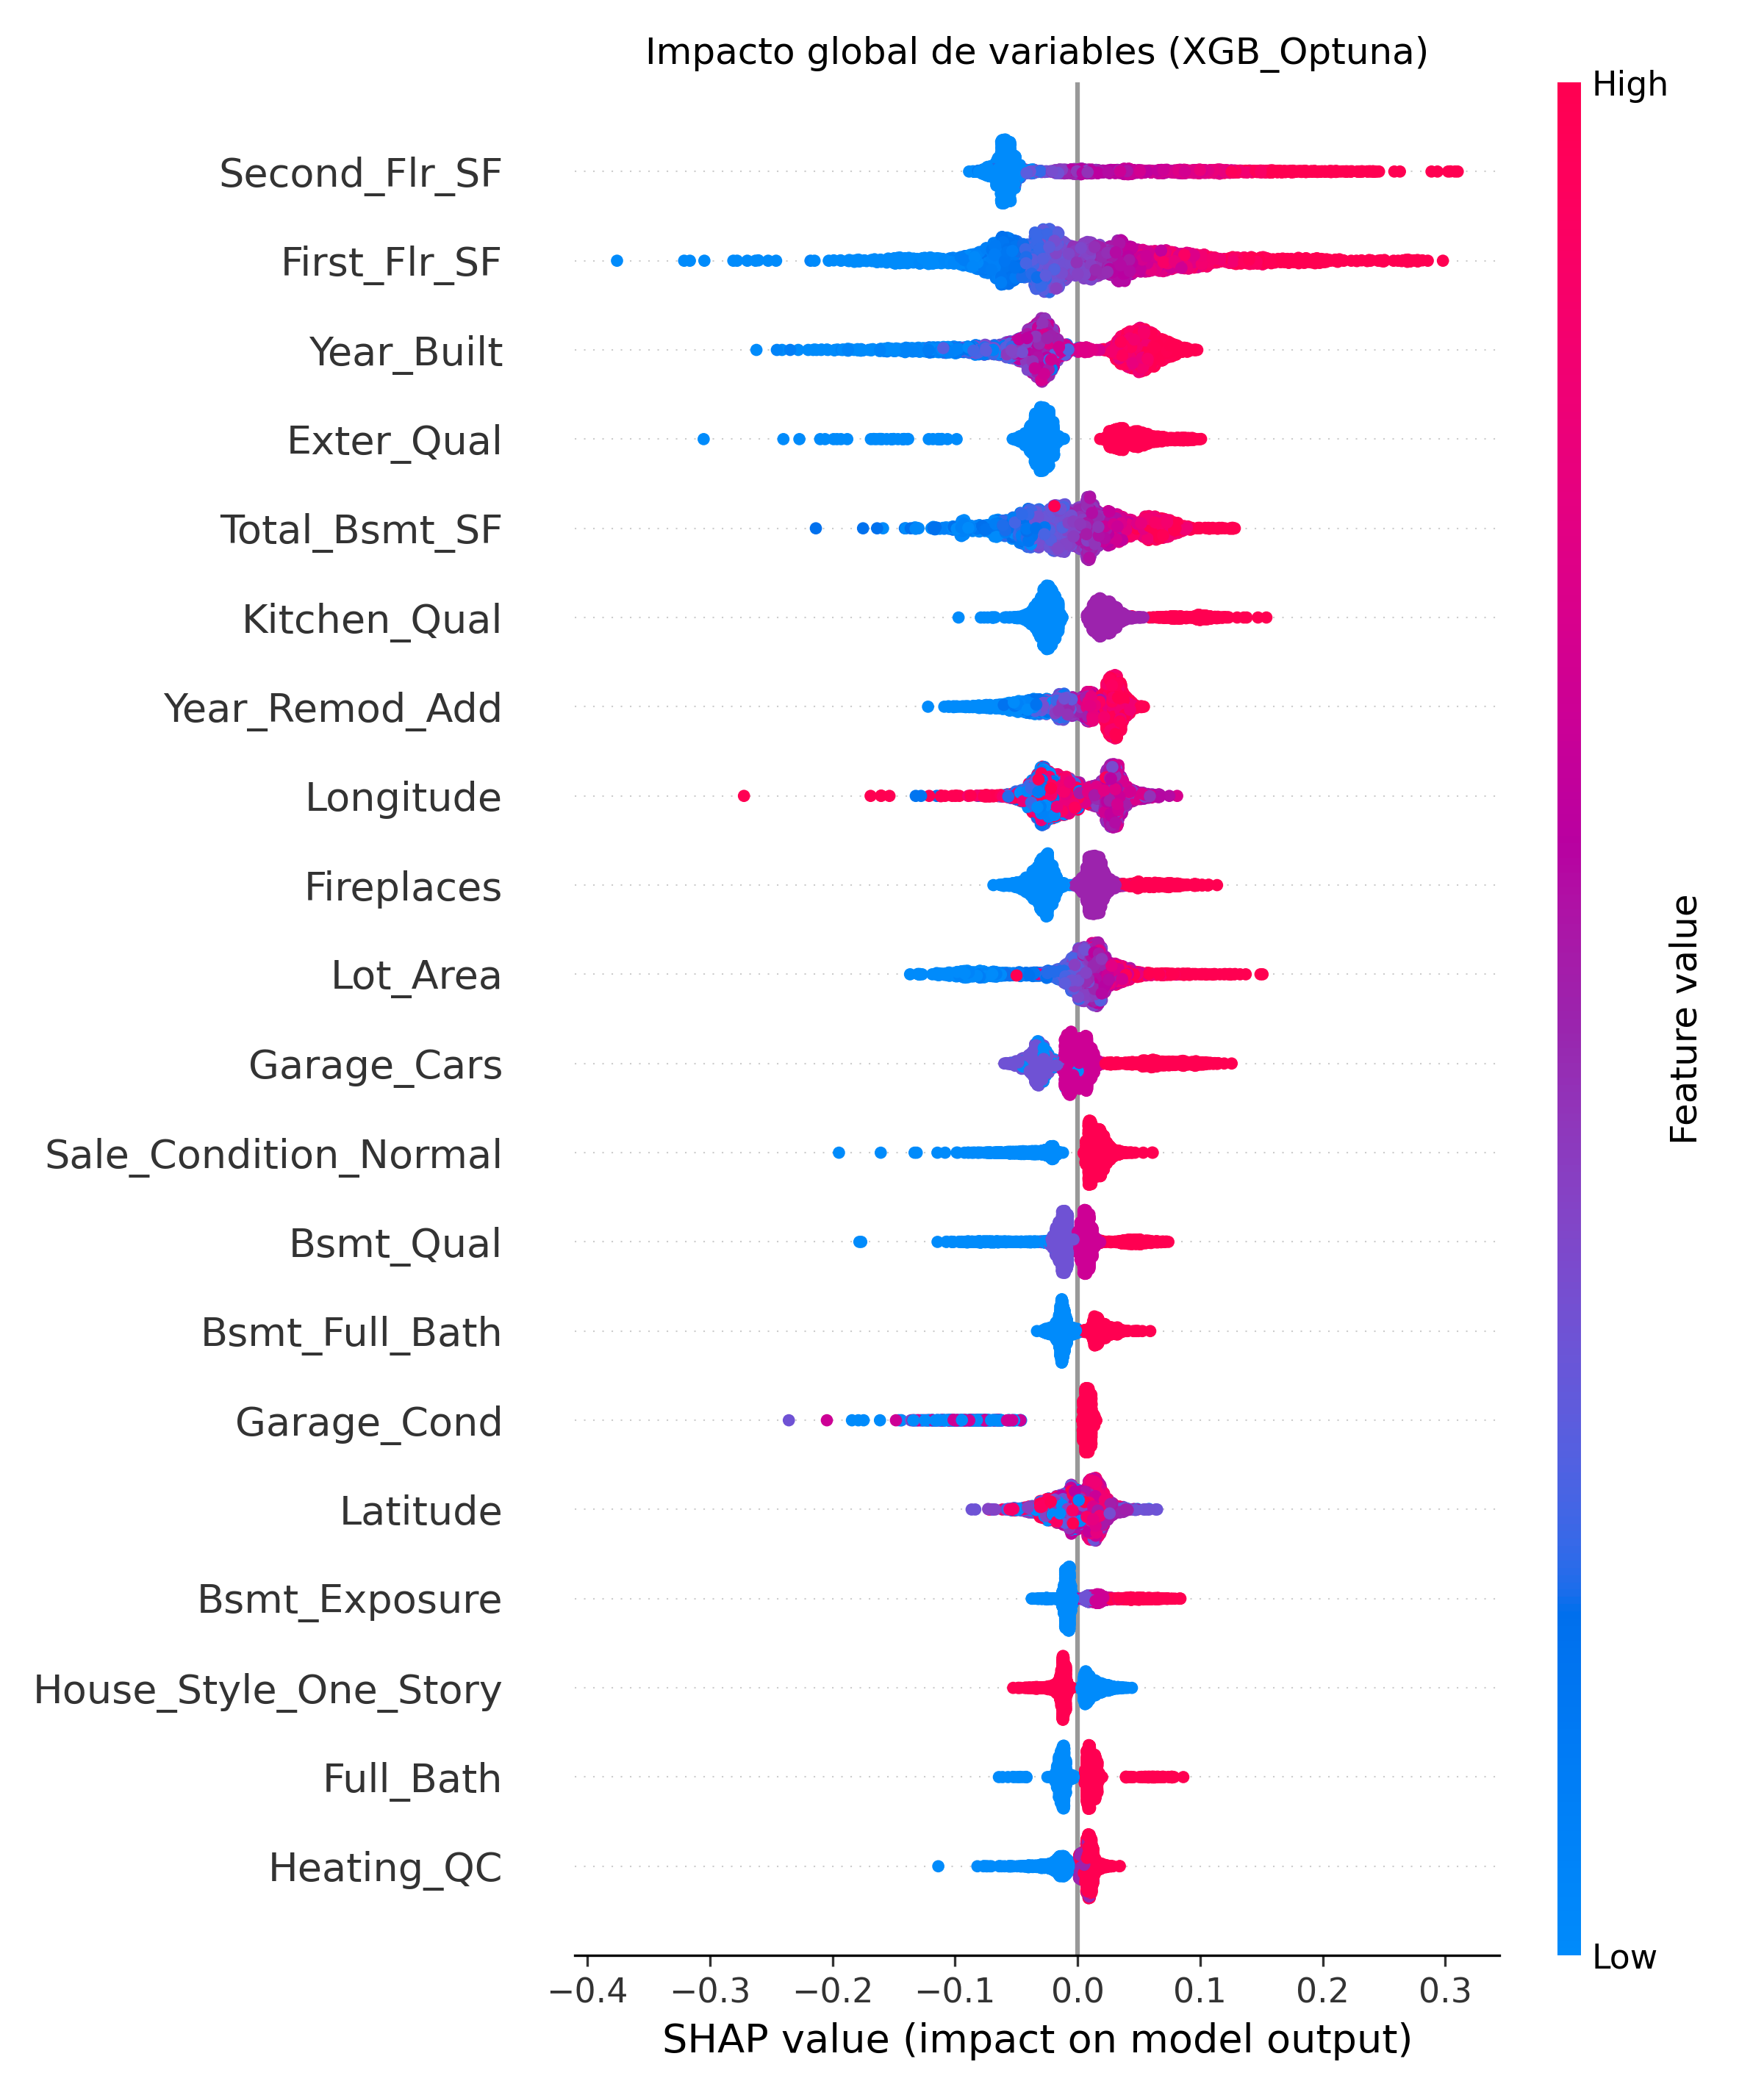 Impacto global de variables (XGB_Optuna)
High
Second_Flr_SF
First_Flr_SF
Year_Built
Exter_Qual
Total_Bsmt_SF
Kitchen_Qual
Year_Remod_Add
Longitude
Fireplaces
Lot_Area
Garage_Cars
Sale_Condition_Normal
Bsmt_Qual
Bsmt_Full_Bath
Garage_Cond
Latitude
Bsmt_Exposure
House_Style_One_Story
Full_Bath
Heating_QC
Feature value
Low
−0.4 −0.3 −0.2 −0.1 0.0 0.1 0.2 0.3
SHAP value (impact on model output)